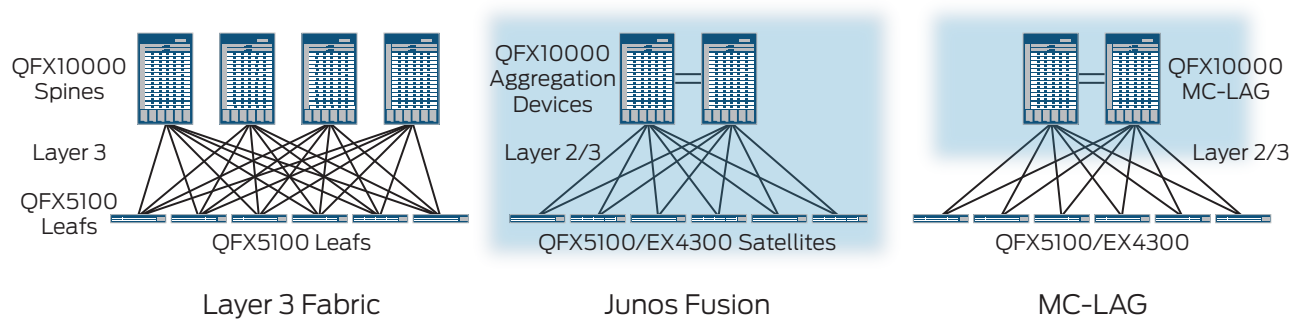 QFX10000
Spines
Layer 3
QFX5100
Leafs
QFX5100 Leafs
Layer 3 Fabric
QFX10000
Aggregation
Devices
Layer 2/3
QFX5100/EX4300 Satellites
Junos Fusion
QFX10000
MC-LAG
Layer 2/3
QFX5100/EX4300
MC-LAG